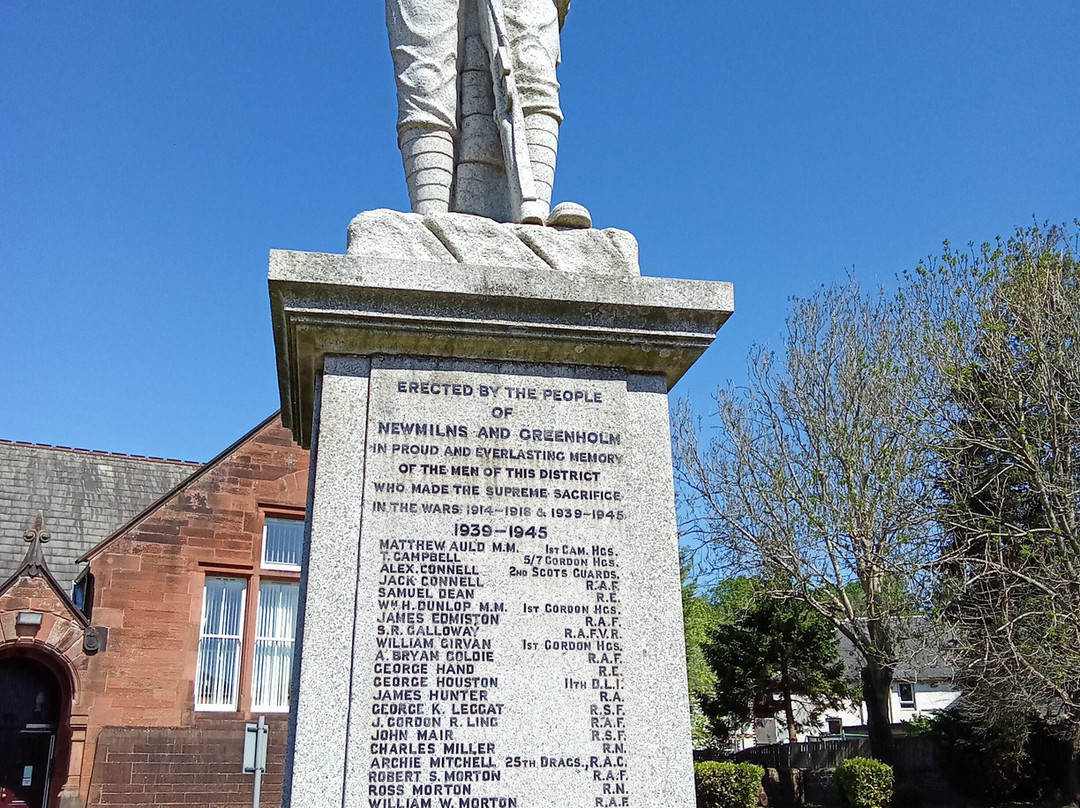 ERECTED BY THE PEOPLE
OF
NEWMILNS AND GREENHOLM
IN PROUD AND EVERLASTING MEMORY
OF THE MEN OF THIS DISTRICT
WHO MADE THE SUPREME SACRIFICE
IN THE WARS 1914-1918 & 1939-1945
1939-1945
MATTHEW AULD M.M. 1ST CAM. HGS.
T. CAMPBELL 5/7 GORDON HGS.
ALEX. CONNELL 2ND SCOTS GUARDS.
JACK CONNELL R.A.F.
SAMUEL DEAN R.E.
WM H. DUNLOP M.M. 1ST GORDON HGS.
JAMES EDMISTON R.A.F.
S.R. GALLOWAY R.A.F.V.R.
WILLIAM GIRVAN 1ST GORDON HGS.
A. BRYAN GOLDIE R.A.F.
GEORGE HAND R.E.
GEORGE HOUSTON 11TH D.L.I.
JAMES HUNTER R.A.
GEORGE K. LEGGAT R.S.F.
J. GORDON R. LING R.A.F.
JOHN MAIR R.S.F.
CHARLES MILLER R.N.
ARCHIE MITCHELL 25TH DRAGS., R.A.C.
ROBERT S. MORTON R.A.F.
ROSS MORTON R.N.
WILLIAM W. MORTON R.A.F.